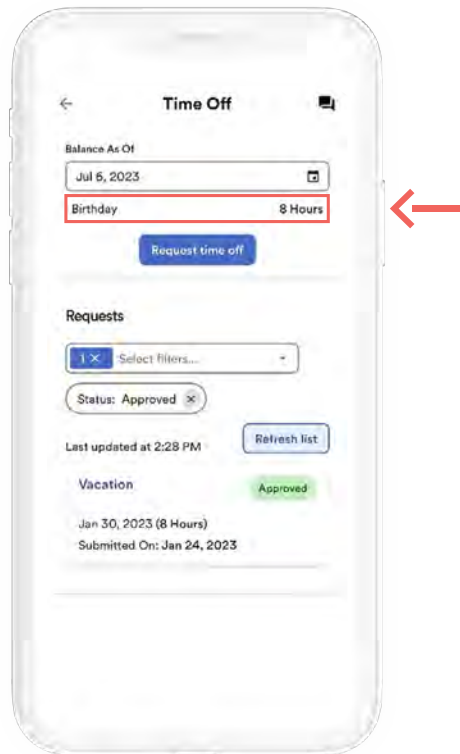 Time Off
Balance As Of
Jul 6, 2023
Birthday 8 Hours
Request time off
Requests
1 × Select filters...
Status: Approved ×
Last updated at 2:28 PM Refresh list
Vacation Approved
Jan 30, 2023 (8 Hours)
Submitted On: Jan 24, 2023